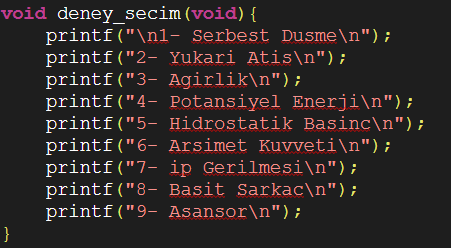 void deney_secim(void){
printf("\n1- Serbest Dusme\n");
printf("2- Yukari Atis\n");
printf("3- Agirlik\n");
printf("4- Potansiyel Enerji\n");
printf("5- Hidrostatik Basinc\n");
printf("6- Arsimet Kuvveti\n");
printf("7- ip Gerilmesi\n");
printf("8- Basit Sarkac\n");
printf("9- Asansor\n");
}